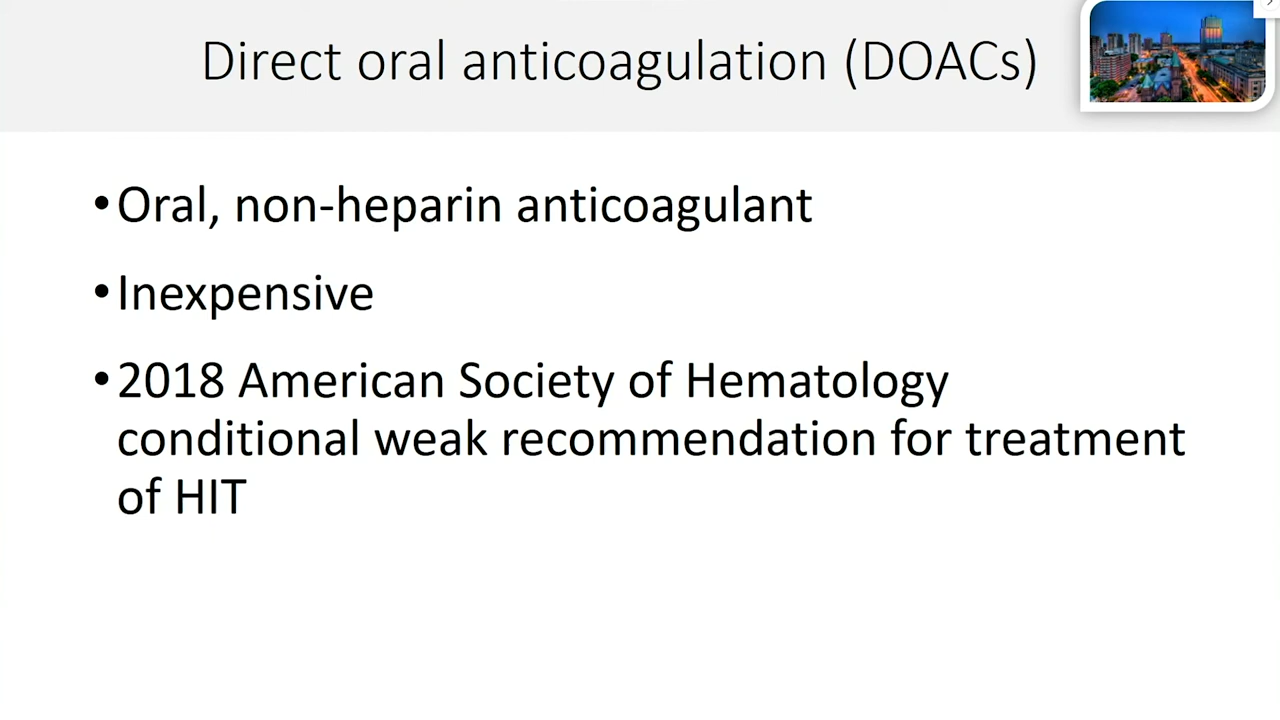 Direct oral anticoagulation (DOACs)
•Oral, non-heparin anticoagulant
•Inexpensive
•2018 American Society of Hematology
conditional weak recommendation for treatment
of HIT